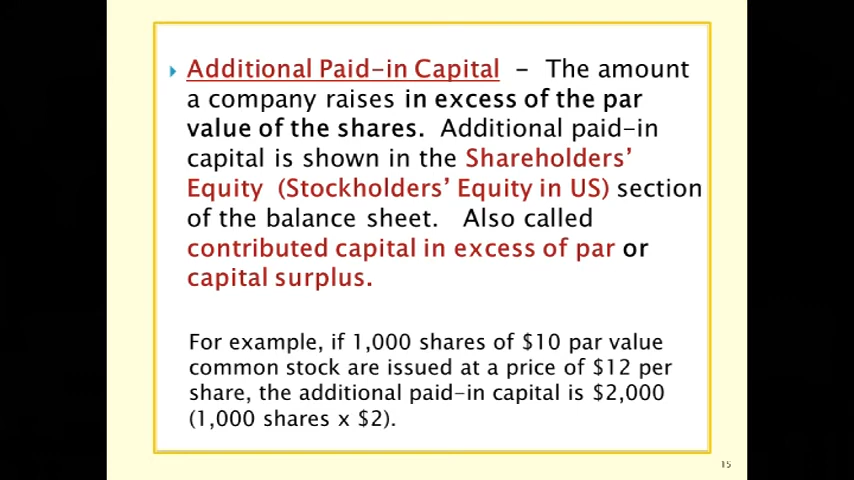 Additional Paid-in Capital - The amount
a company raises in excess of the par
value of the shares. Additional paid-in
capital is shown in the Shareholders’
Equity (Stockholders’ Equity in US) section
of the balance sheet. Also called
contributed capital in excess of par or
capital surplus.
For example, if 1,000 shares of $10 par value
common stock are issued at a price of $12 per
share, the additional paid-in capital is $2,000
(1,000 shares x $2).
15